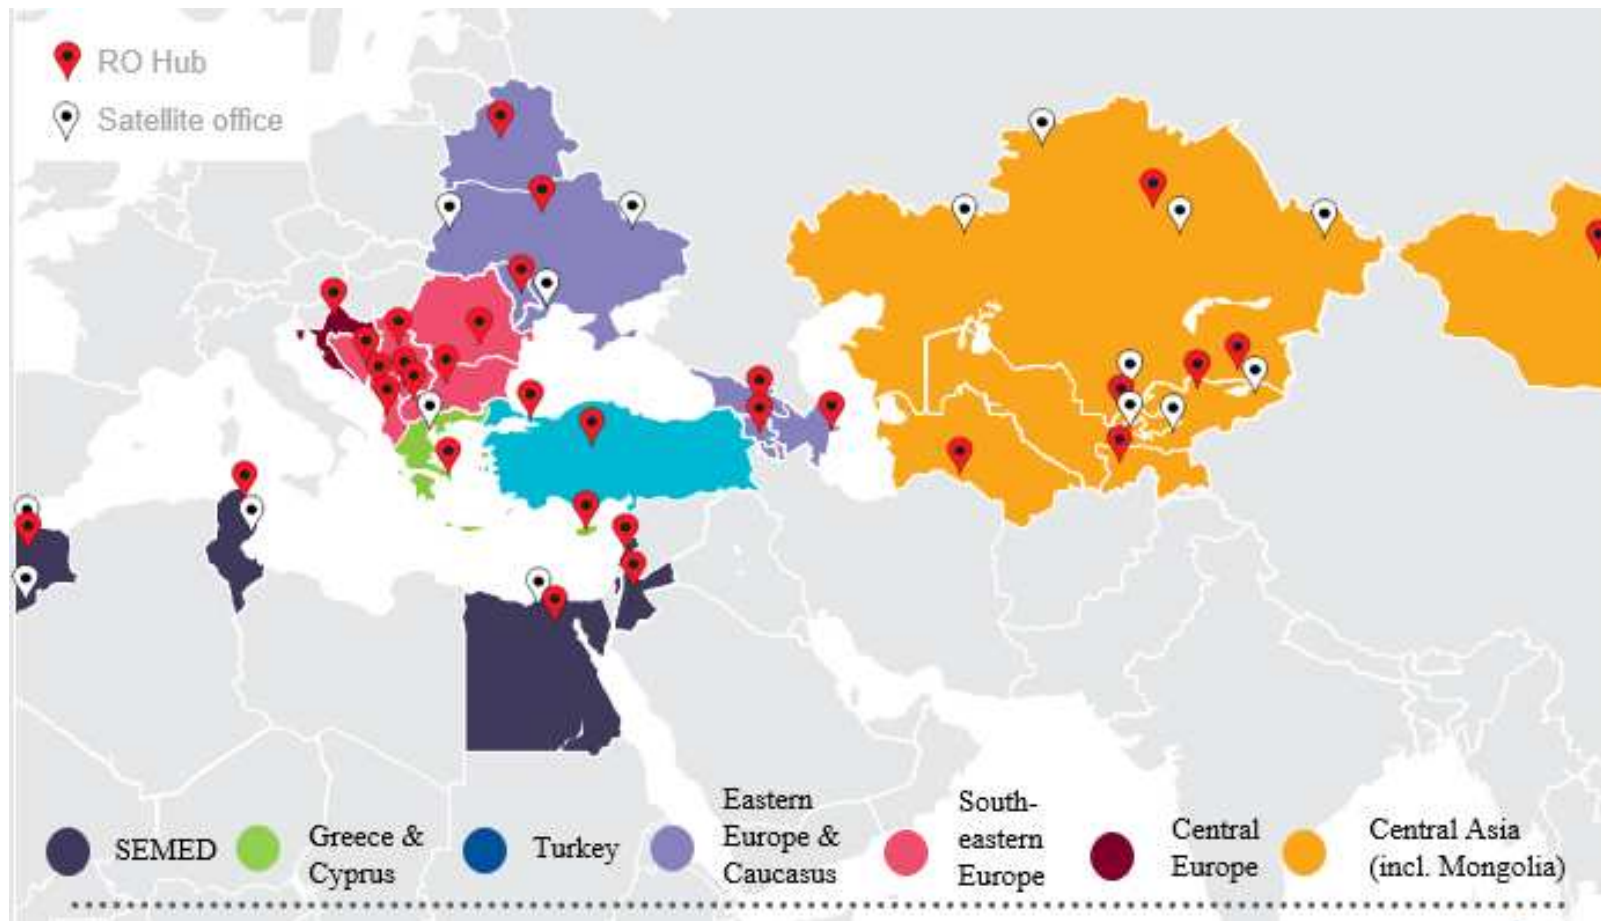 RO Hub
Satellite office
SEMED
Greece &
Cyprus
Turkey
Eastern
Europe &
Caucasus
South-
eastern
Europe
Central
Europe
Central Asia
(incl. Mongolia)